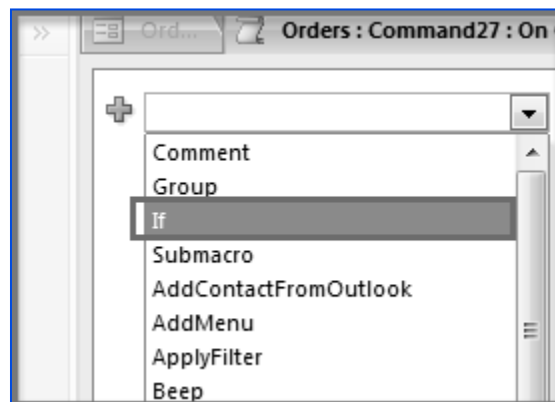 Ord... Orders : Command27 : On
Comment
Group
If
Submacro
AddContactFromOutlook
AddMenu
ApplyFilter
Beep